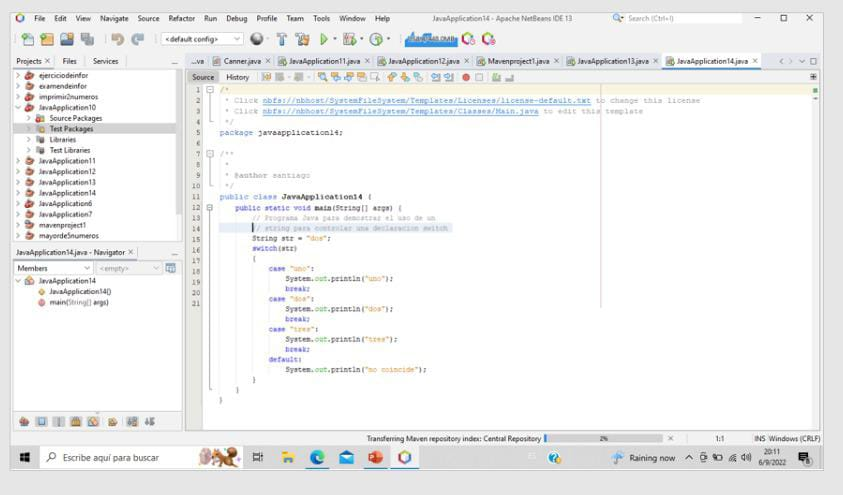 File Edit View Navigate Source Refactor Run Debug Profile Team Tools Window Help JavaApplication14 - Apache NetBeans IDE 13 Search (Ctrl+I)
<default config>
Projects × Files Services
...va Canner.java × JavaApplication11.java × JavaApplication12.java × Mavenproject1.java × JavaApplication13.java × JavaApplication14.java ×
Source History
ejerciciodeinfor
examendeinfor
imprimir2numeros
JavaApplication10
Source Packages
Test Packages
Libraries
Test Libraries
JavaApplication11
JavaApplication12
JavaApplication13
JavaApplication14
JavaApplication6
JavaApplication7
mavenproject1
mayorde5numeros
JavaApplication14.java - Navigator ×
Members <empty>
JavaApplication14
JavaApplication14()
main(String[] args)
1 /*
2 * Click nbfs://nbhost/SystemFileSystem/Templates/Licenses/license-default.txt to change this license
3 * Click nbfs://nbhost/SystemFileSystem/Templates/Classes/Main.java to edit this template
4 */
5 package javaapplication14;
6
7 /**
8 *
9 * @author santiago
10 */
11 public class JavaApplication14 {
12 public static void main(String[] args) {
13 // Programa Java para demostrar el uso de un
14 // string para controlar una declaracion switch
15 String str = "dos";
16 switch(str)
17 {
18 case "uno":
19 System.out.println("uno");
20 break;
21 case "dos":
System.out.println("dos");
break;
case "tres":
System.out.println("tres");
break;
default:
System.out.println("no coincide");
}
}
}
Transferring Maven repository index: Central Repository 2% × 1:1 INS Windows (CRLF)
Escribe aquí para buscar
Raining now
20:11
6/9/2022